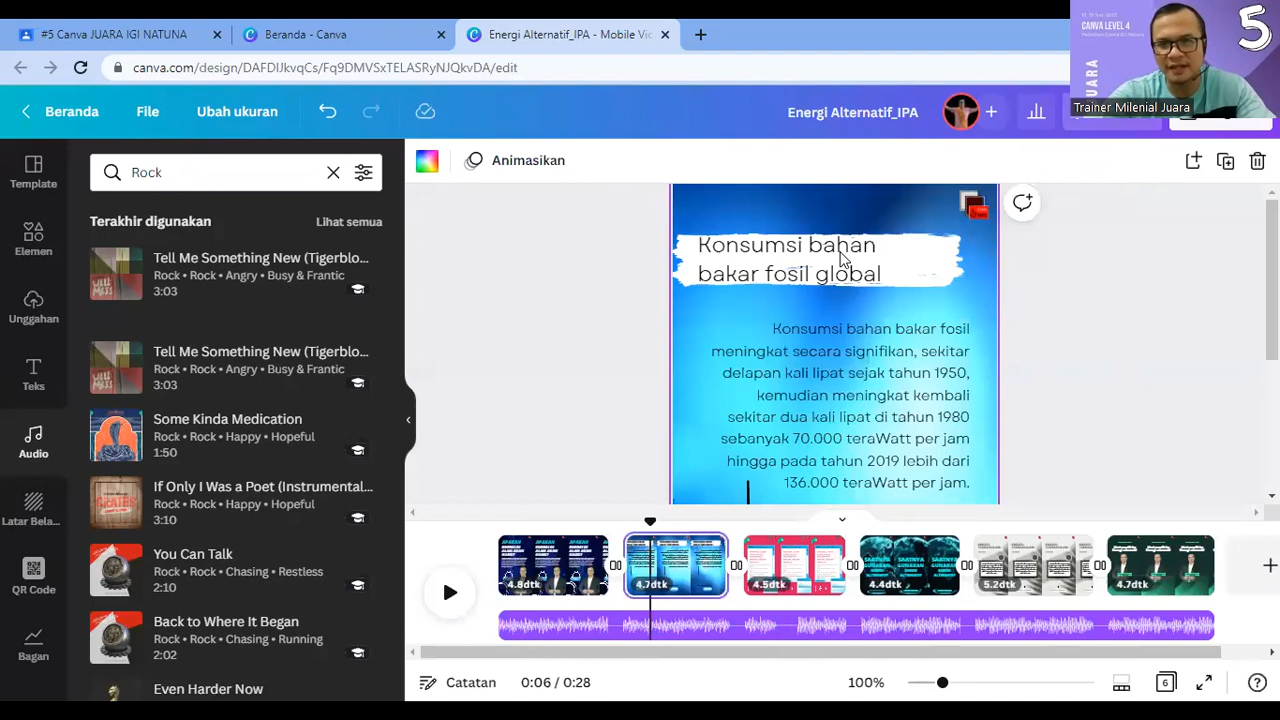 #5 Canva JUARA IGI NATUNA
Beranda - Canva
Energi Alternatif_IPA - Mobile Vic
canva.com/design/DAFDIJkvqCs/Fq9DMVSxTELASRyNJQkvDA/edit
CANVA LEVEL 4
5
JUARA
Trainer Milenial Juara
Beranda
File
Ubah ukuran
Energi Alternatif_IPA
Template
Elemen
Unggahan
Teks
Audio
Latar Bela...
QR Code
Bagan
Rock
Terakhir digunakan
Lihat semua
Tell Me Something New (Tigerblo...
Rock • Rock • Angry • Busy & Frantic
3:03
Tell Me Something New (Tigerblo...
Rock • Rock • Angry • Busy & Frantic
3:03
Some Kinda Medication
Rock • Rock • Happy • Hopeful
1:50
If Only I Was a Poet (Instrumental...
Rock • Rock • Happy • Hopeful
3:10
You Can Talk
Rock • Rock • Chasing • Restless
2:10
Back to Where It Began
Rock • Rock • Chasing • Running
2:02
Even Harder Now
Animasikan
Konsumsi bahan
bakar fosil global
Konsumsi bahan bakar fosil
meningkat secara signifikan, sekitar
delapan kali lipat sejak tahun 1950,
kemudian meningkat kembali
sekitar dua kali lipat di tahun 1980
sebanyak 70.000 teraWatt per jam
hingga pada tahun 2019 lebih dari
136.000 teraWatt per jam.
4.8dtk
4.7dtk
4.5dtk
4.4dtk
5.2dtk
4.7dtk
Catatan
0:06 / 0:28
100%
6